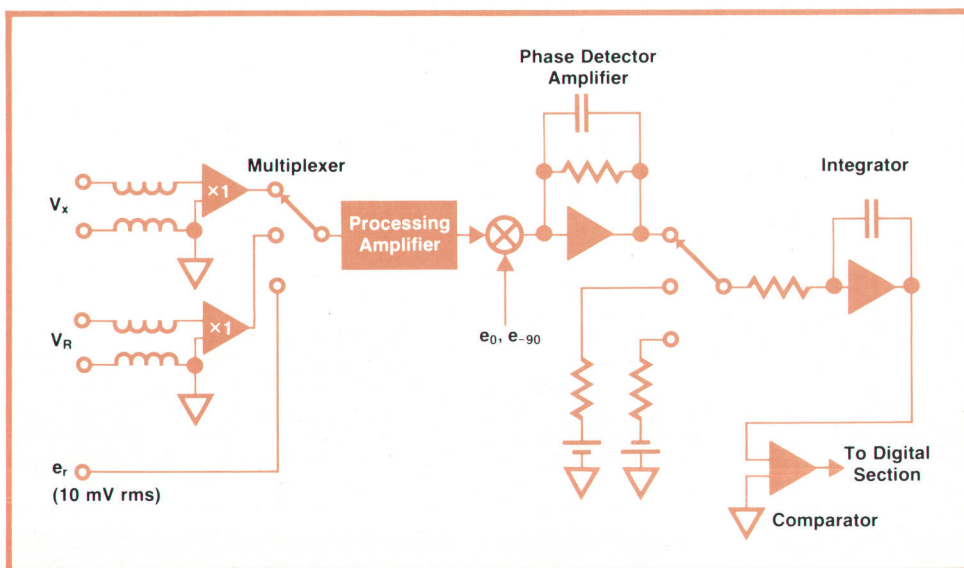 Phase Detector
Amplifier
Multiplexer
Integrator
Vx
×1
Processing
Amplifier
VR
×1
e0, e−90
er
(10 mV rms)
To Digital
Section
Comparator